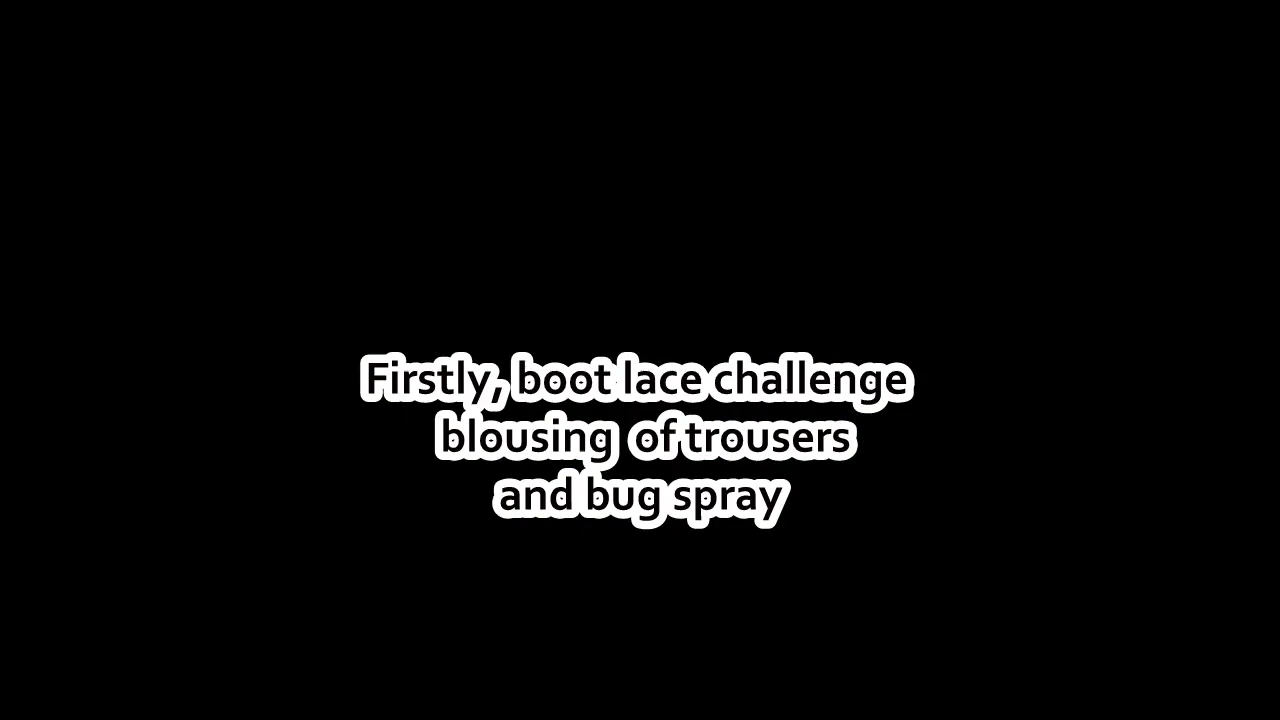 Firstly, boot lace challenge
blousing of trousers
and bug spray